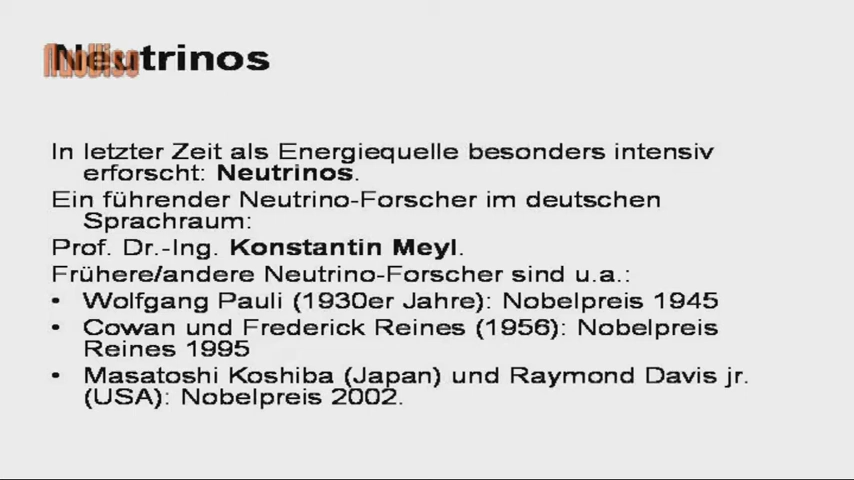 Neutrinos
In letzter Zeit als Energiequelle besonders intensiv
erforscht: Neutrinos.
Ein führender Neutrino-Forscher im deutschen
Sprachraum:
Prof. Dr.-Ing. Konstantin Meyl.
Frühere/andere Neutrino-Forscher sind u.a.:
• Wolfgang Pauli (1930er Jahre): Nobelpreis 1945
• Cowan und Frederick Reines (1956): Nobelpreis
Reines 1995
• Masatoshi Koshiba (Japan) und Raymond Davis jr.
(USA): Nobelpreis 2002.